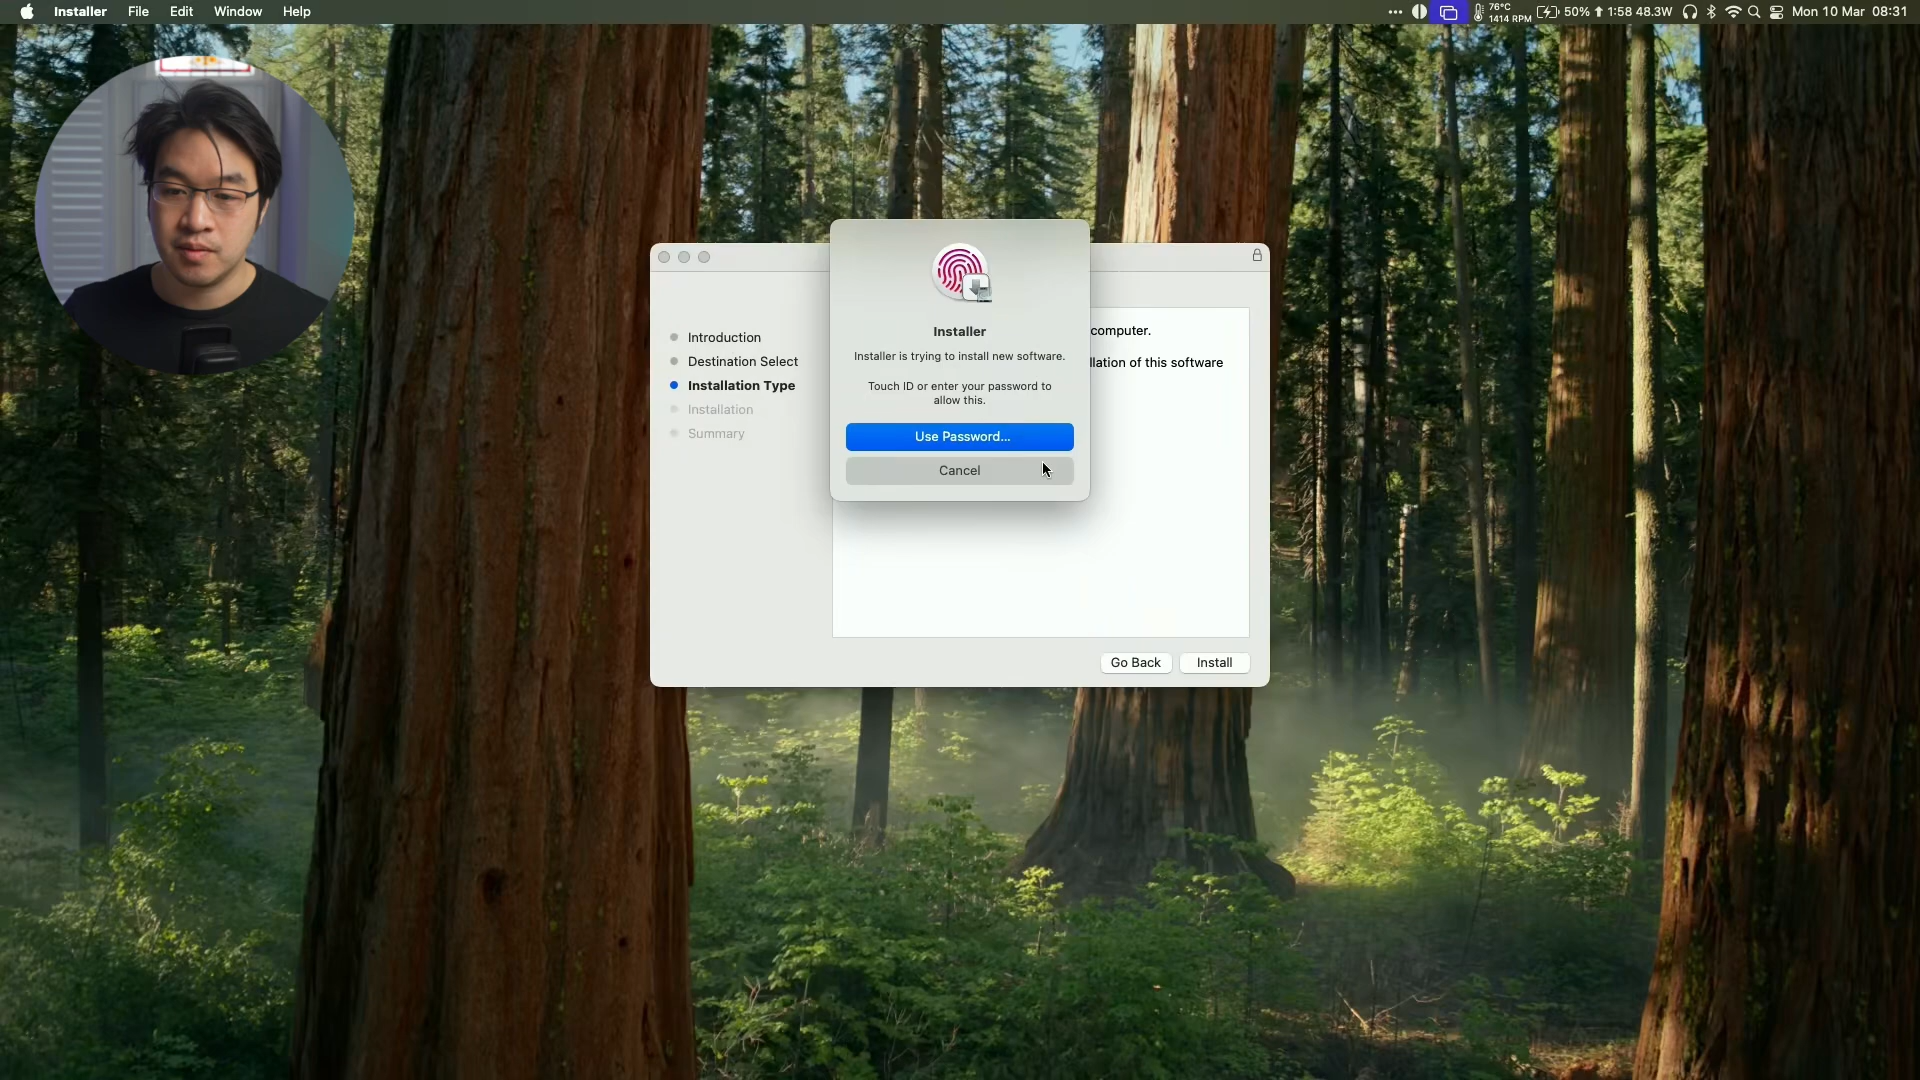 Installer File Edit Window Help
76°C
1414 RPM
50% 1:58 48.3W
Mon 10 Mar 08:31
Introduction
Destination Select
Installation Type
Installation
Summary
computer.
llation of this software
Installer
Installer is trying to install new software.
Touch ID or enter your password to
allow this.
Use Password...
Cancel
Go Back
Install